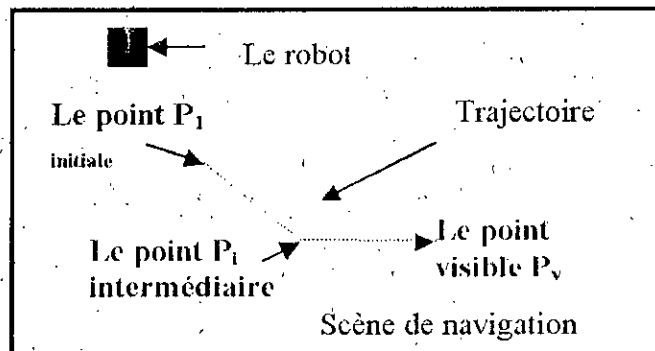 Le robot
Le point P₁
initiale
Trajectoire
Le point Pᵢ
intermédiaire
Le point
visible Pᵥ
Scène de navigation